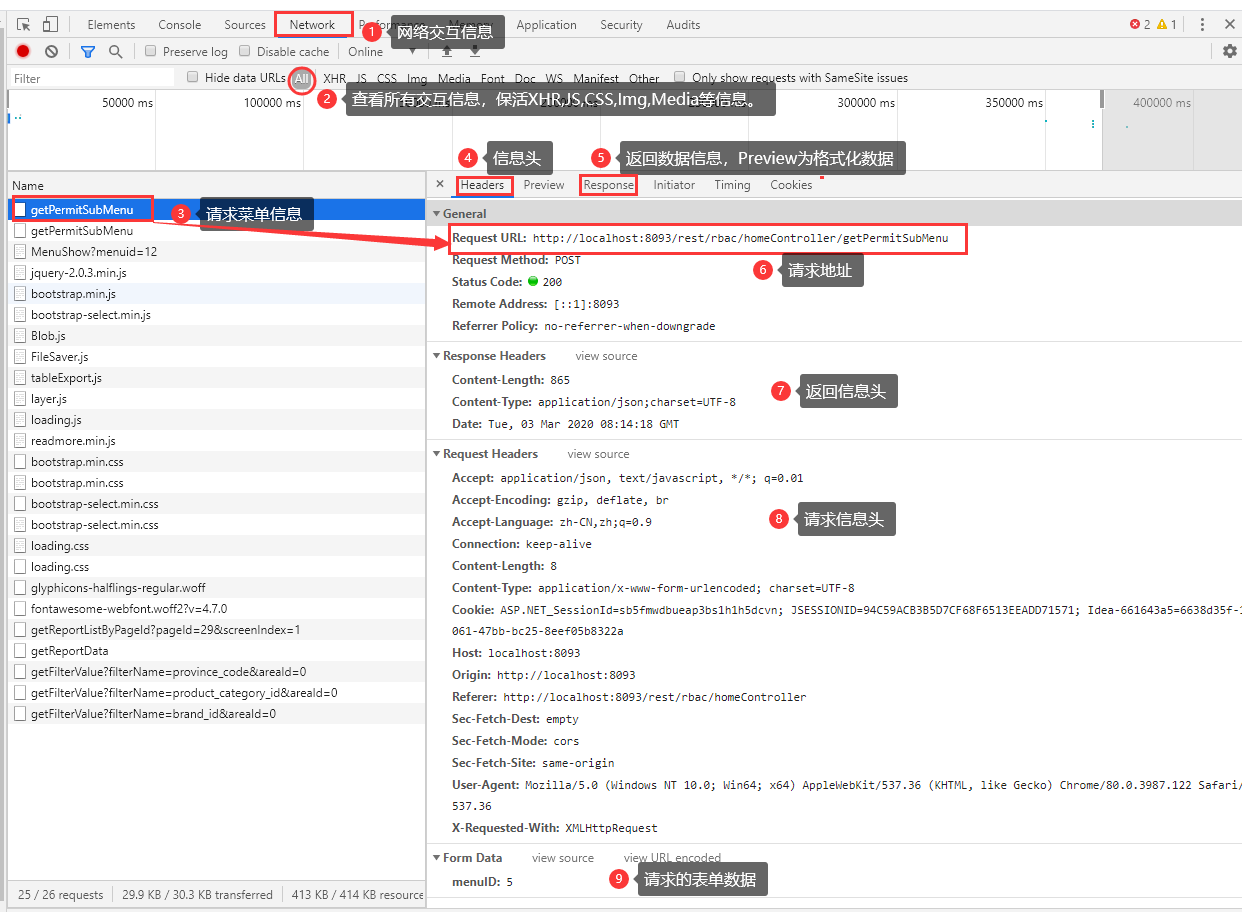 Elements Console Sources Network Application Security Audits 2 1
1 网络交互信息
Preserve log Disable cache Online
Filter Hide data URLs All XHR JS CSS Img Media Font Doc WS Manifest Other Only show requests with SameSite issues
2 查看所有交互信息，保活XHR,JS,CSS,Img,Media等信息。
50000 ms 100000 ms 300000 ms 350000 ms 400000 ms
4 信息头
5 返回数据信息，Preview为格式化数据
Name
getPermitSubMenu
3 请求菜单信息
getPermitSubMenu
MenuShow?menuid=12
jquery-2.0.3.min.js
bootstrap.min.js
bootstrap-select.min.js
Blob.js
FileSaver.js
tableExport.js
layer.js
loading.js
readmore.min.js
bootstrap.min.css
bootstrap.min.css
bootstrap-select.min.css
bootstrap-select.min.css
loading.css
loading.css
glyphicons-halflings-regular.woff
fontawesome-webfont.woff2?v=4.7.0
getReportListByPageId?pageId=29&screenIndex=1
getReportData
getFilterValue?filterName=province_code&areaId=0
getFilterValue?filterName=product_category_id&areaId=0
getFilterValue?filterName=brand_id&areaId=0
25 / 26 requests 29.9 KB / 30.3 KB transferred 413 KB / 414 KB resource
Headers Preview Response Initiator Timing Cookies
General
Request URL: http://localhost:8093/rest/rbac/homeController/getPermitSubMenu
Request Method: POST
6 请求地址
Status Code: 200
Remote Address: [::1]:8093
Referrer Policy: no-referrer-when-downgrade
Response Headers view source
Content-Length: 865
7 返回信息头
Content-Type: application/json;charset=UTF-8
Date: Tue, 03 Mar 2020 08:14:18 GMT
Request Headers view source
Accept: application/json, text/javascript, */*; q=0.01
Accept-Encoding: gzip, deflate, br
8 请求信息头
Accept-Language: zh-CN,zh;q=0.9
Connection: keep-alive
Content-Length: 8
Content-Type: application/x-www-form-urlencoded; charset=UTF-8
Cookie: ASP.NET_SessionId=sb5fmwdbueap3bs1h1h5dcvn; JSESSIONID=94C59ACB3B5D7CF68F6513EEADD71571; Idea-661643a5=6638d35f-1
061-47bb-bc25-8eef05b8322a
Host: localhost:8093
Origin: http://localhost:8093
Referer: http://localhost:8093/rest/rbac/homeController
Sec-Fetch-Dest: empty
Sec-Fetch-Mode: cors
Sec-Fetch-Site: same-origin
User-Agent: Mozilla/5.0 (Windows NT 10.0; Win64; x64) AppleWebKit/537.36 (KHTML, like Gecko) Chrome/80.0.3987.122 Safari/
537.36
X-Requested-With: XMLHttpRequest
Form Data view source view URL encoded
menuID: 5
9 请求的表单数据